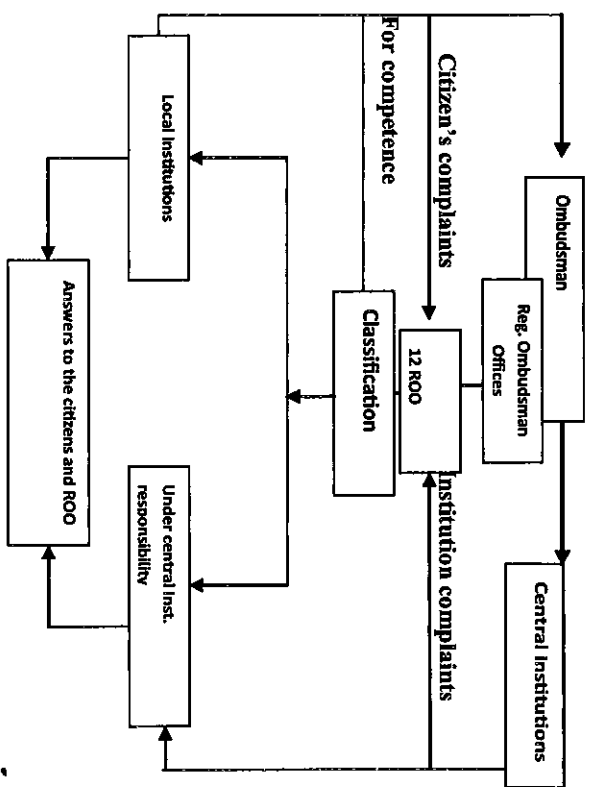 Ombudsman
Reg. Ombudsman
Offices
Central Institutions
Citizen's complaints
12 ROO
Institution complaints
For competence
Classification
Local Institutions
Under central Inst.
responsibility
Answers to the citizens and ROO